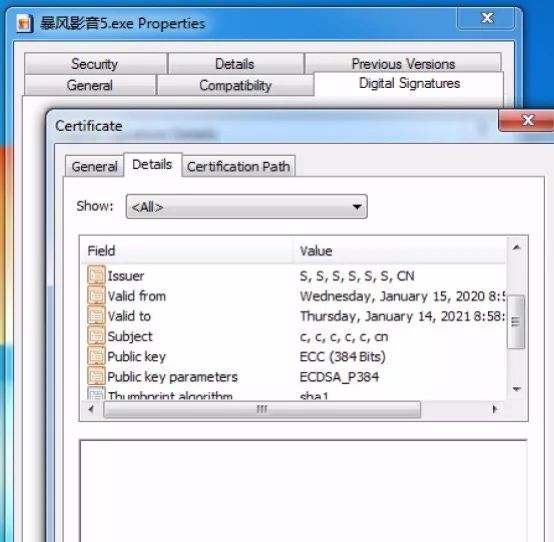 暴风影音5.exe Properties
Security Details Previous Versions
General Compatibility Digital Signatures
Certificate
General Details Certification Path
Show: <All>
Field Value
Issuer S, S, S, S, S, S, CN
Valid from Wednesday, January 15, 2020 8:5
Valid to Thursday, January 14, 2021 8:58:
Subject c, c, c, c, c, cn
Public key ECC (384 Bits)
Public key parameters ECDSA_P384
Thumbprint algorithm sha1